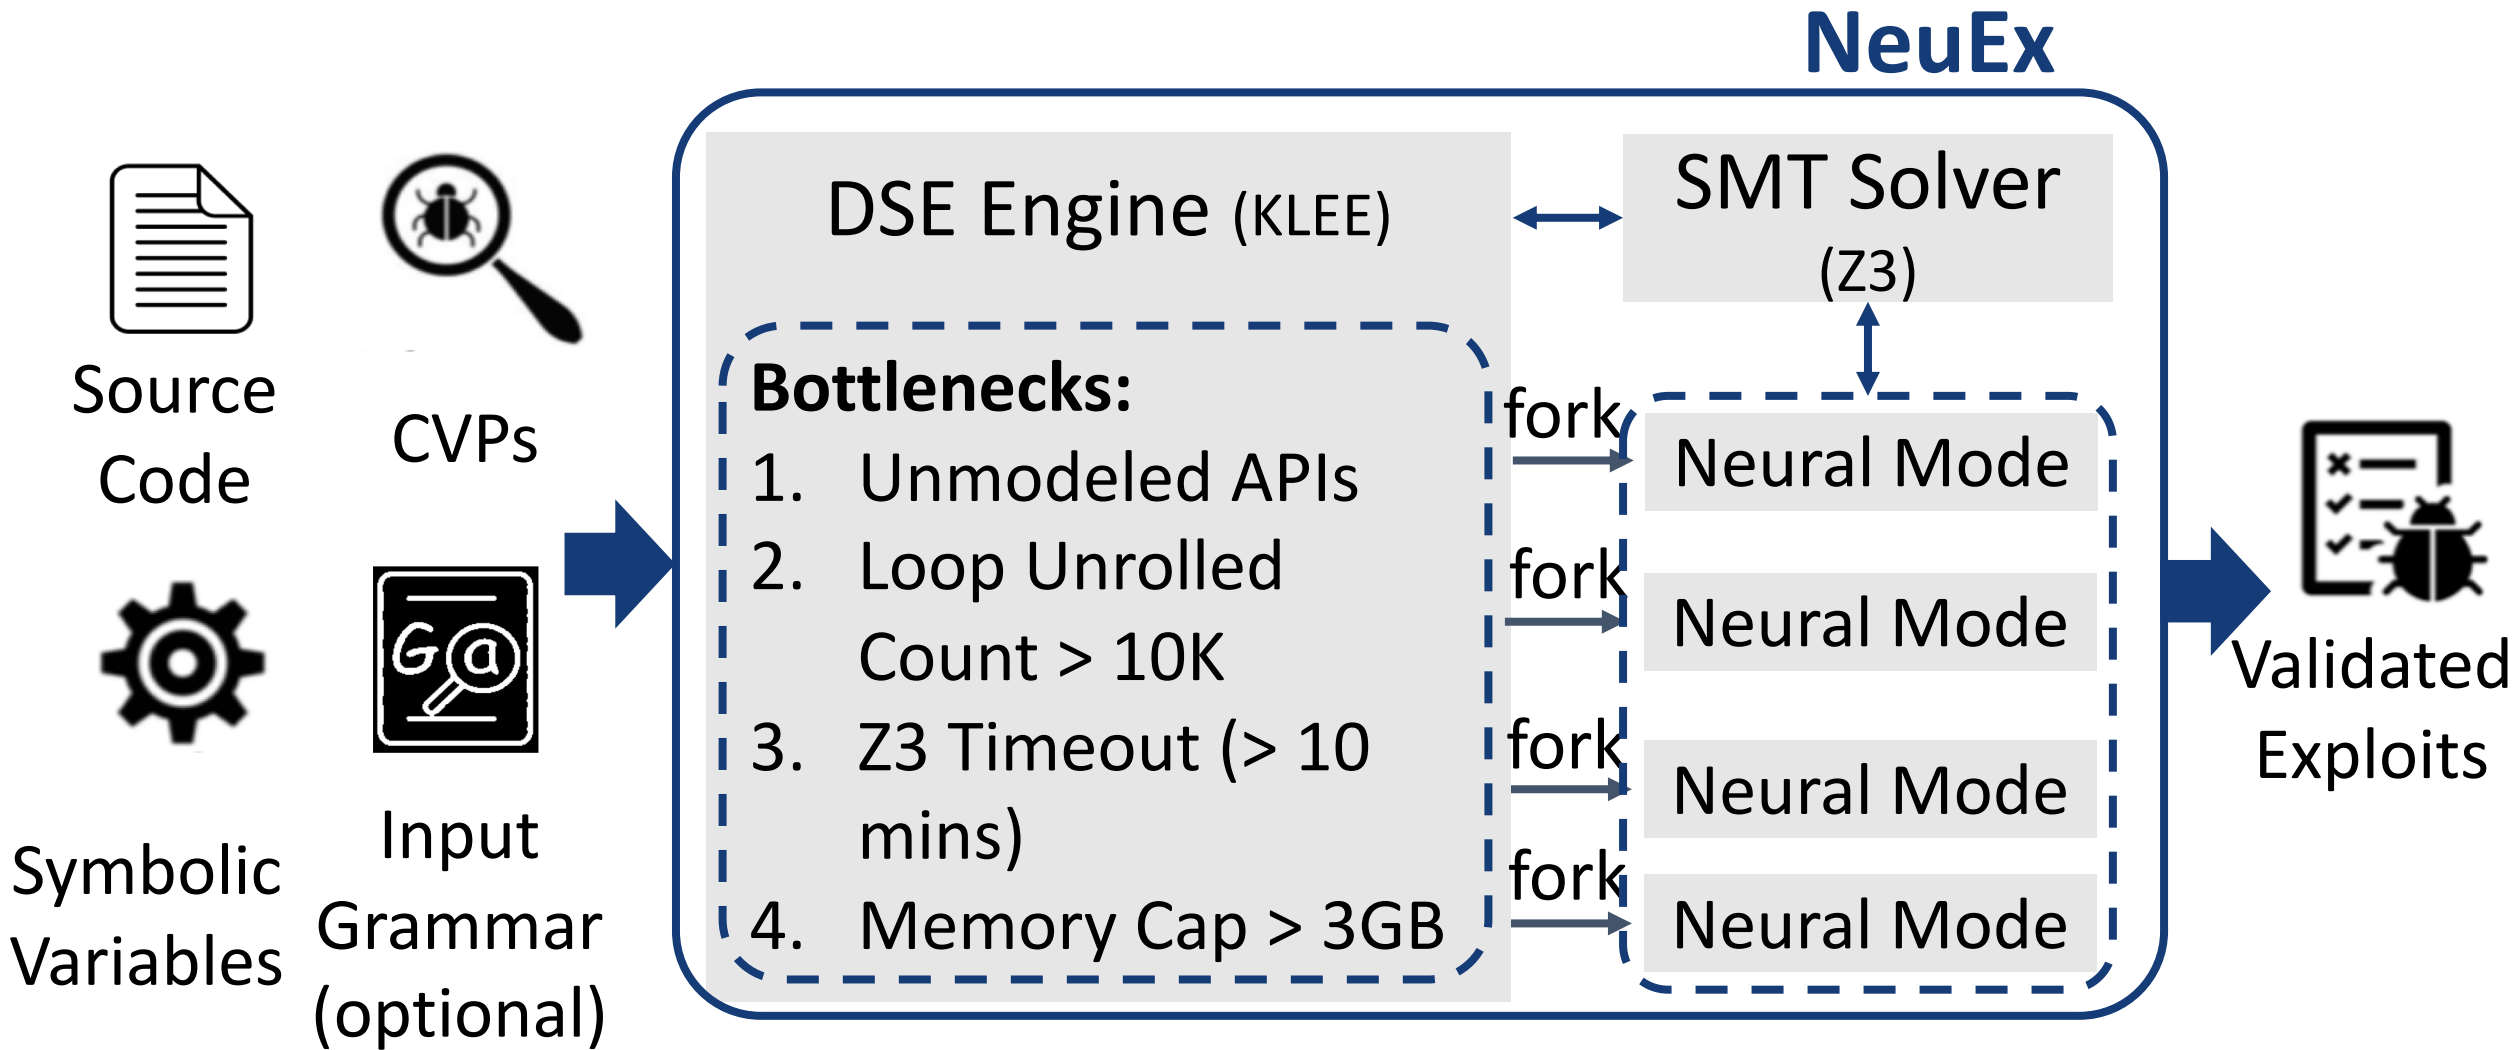 NeuEx
Source
Code
CVPs
Symbolic
Variables
Input
Grammar
(optional)
DSE Engine (KLEE)
Bottlenecks:
1. Unmodeled APIs
2. Loop Unrolled
Count > 10K
3. Z3 Timeout (> 10
mins)
4. Memory Cap > 3GB
fork
fork
fork
fork
SMT Solver
(Z3)
Neural Mode
Neural Mode
Neural Mode
Neural Mode
Validated
Exploits